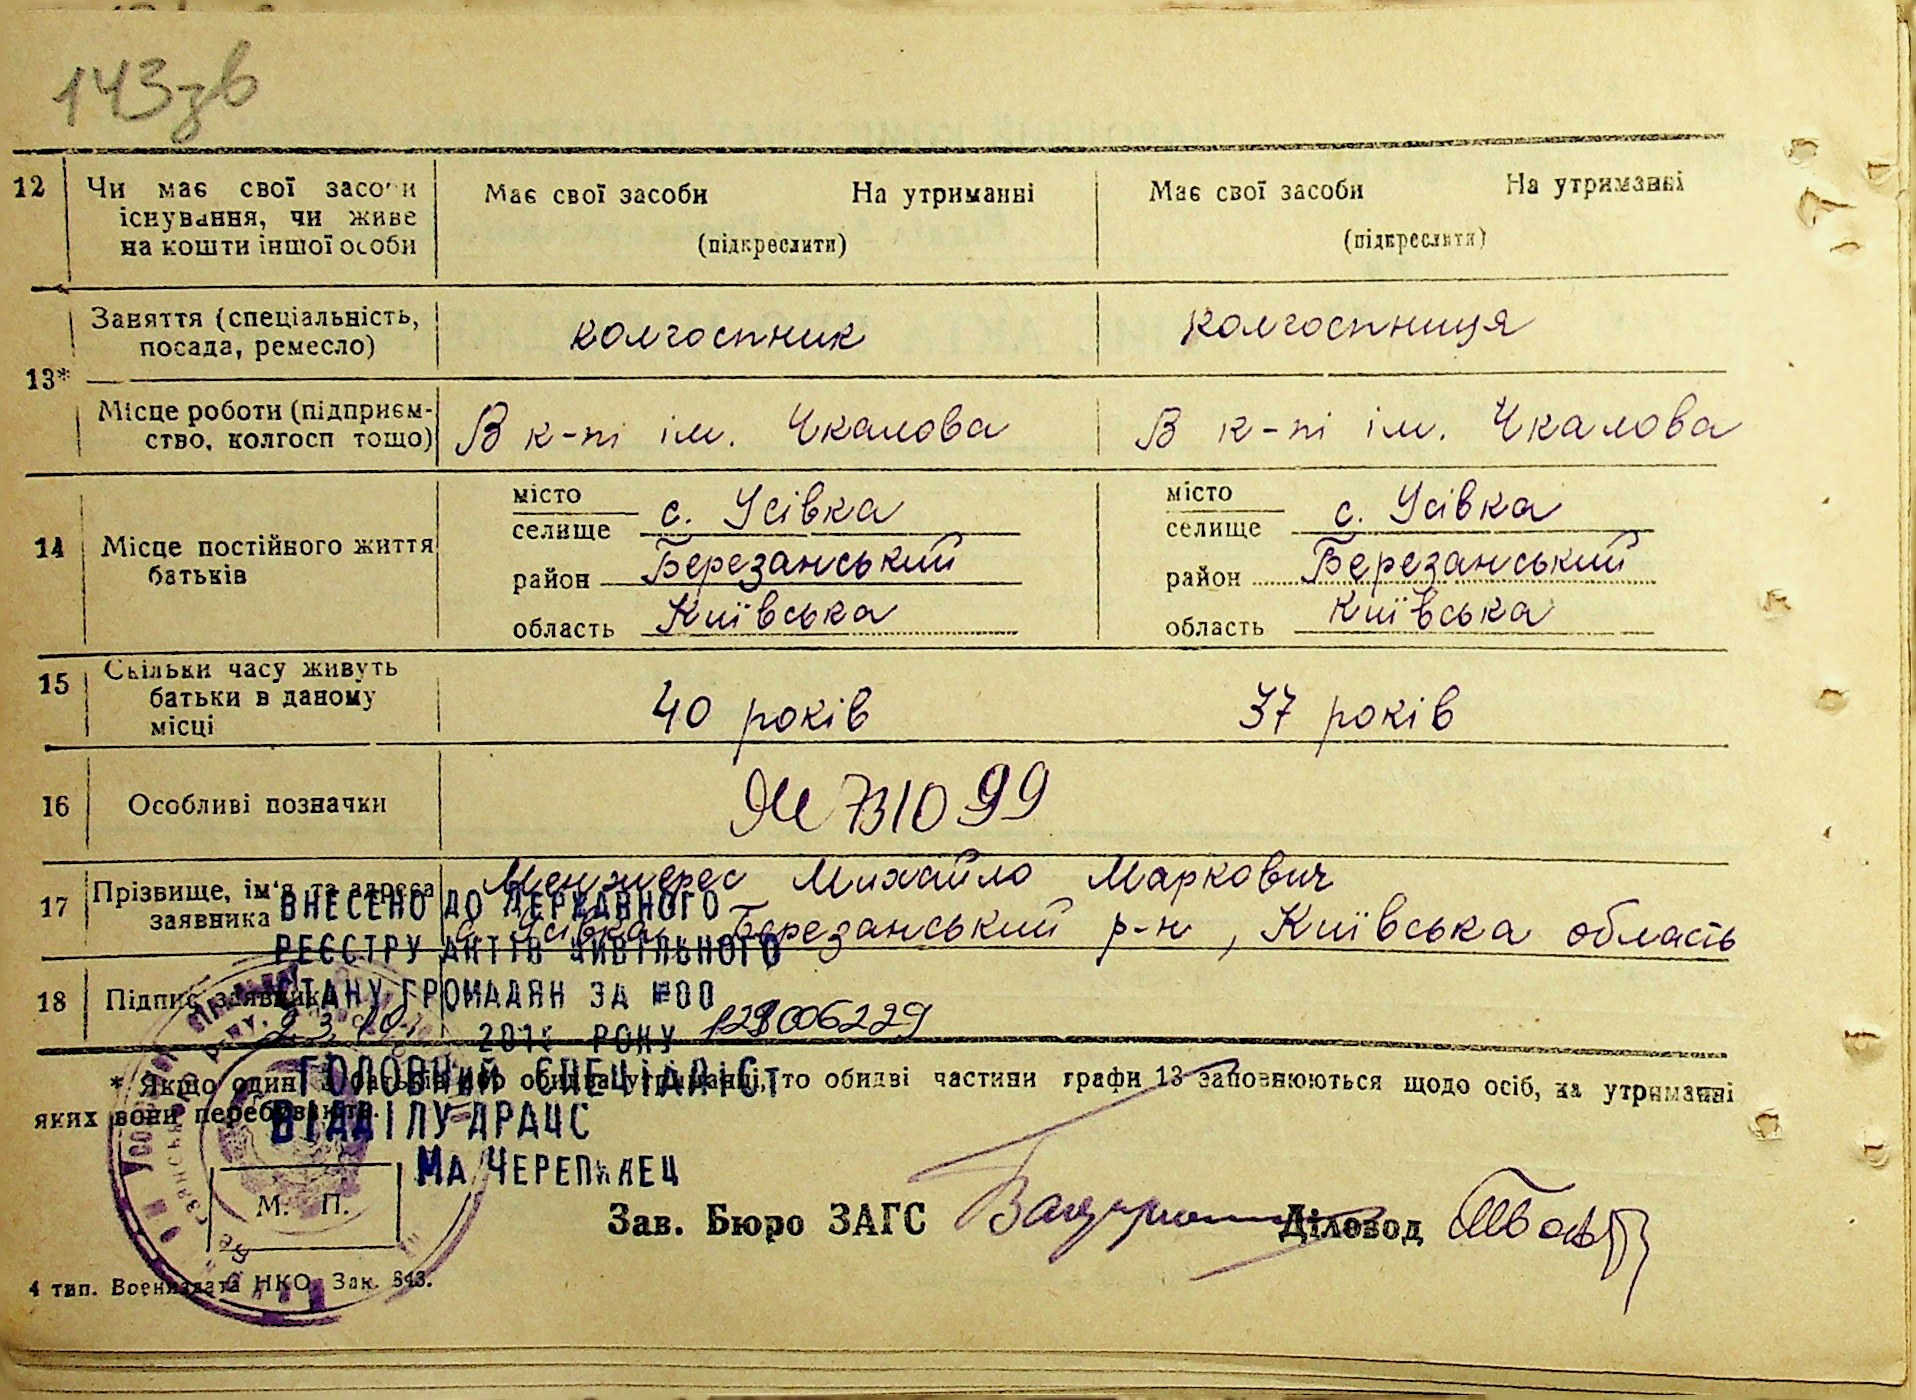 143зв
12 Чи має свої засоби Має свої засоби На утриманні Має свої засоби На утриманні
існування, чи живе
на кошти іншої особи (підкреслити) (підкреслити)
Заняття (спеціальність, колгоспник колгоспниця
посада, ремесло)
13*
Місце роботи (підприєм- В к-пі ім. Чкалова В к-пі ім. Чкалова
ство, колгосп тощо)
місто місто
селище с. Усівка селище с. Усівка
14 Місце постійного життя
батьків район Березанський район Березанський
область Київська область Київська
15 Скільки часу живуть
батьки в даному 40 років 37 років
місці
16 Особливі позначки ЯИ 731099
17 Прізвище, ім'я та адреса Менжерес Михайло Маркович
заявника с. Усівка, Березанський р-н, Київська область
ВНЕСЕНО ДО ДЕРЖАВНОГО
РЕЄСТРУ АКТІВ ЦИВІЛЬНОГО
18 Підпис заявника
СТАНУ ГРОМАДЯН ЗА №00
РОКУ
* Якщо один з батьків або обидва на утриманні, то обидві частини графи 13 заповнюються щодо осіб, на утриманні
яких вони перебувають.
ГОЛОВНИЙ СПЕЦІАЛІСТ
ВІДДІЛУ ДРАЦС
М. П.
Зав. Бюро ЗАГС Діловод
4 тип. Воениздата НКО. Зак. 643.